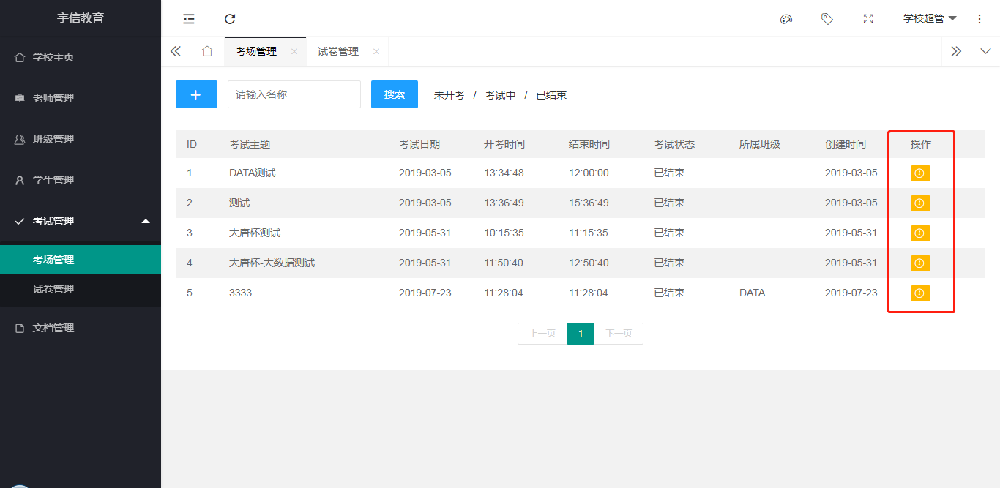 宇信教育
学校超管
学校主页
老师管理
班级管理
学生管理
考试管理
考场管理
试卷管理
文档管理
考场管理
试卷管理
请输入名称
搜索
未开考 / 考试中 / 已结束
ID 考试主题 考试日期 开考时间 结束时间 考试状态 所属班级 创建时间 操作
1 DATA测试 2019-03-05 13:34:48 12:00:00 已结束 2019-03-05
2 测试 2019-03-05 13:36:49 15:36:49 已结束 2019-03-05
3 大唐杯测试 2019-05-31 10:15:35 11:15:35 已结束 2019-05-31
4 大唐杯-大数据测试 2019-05-31 11:50:40 12:50:40 已结束 2019-05-31
5 3333 2019-07-23 11:28:04 11:28:04 已结束 DATA 2019-07-23
上一页 1 下一页